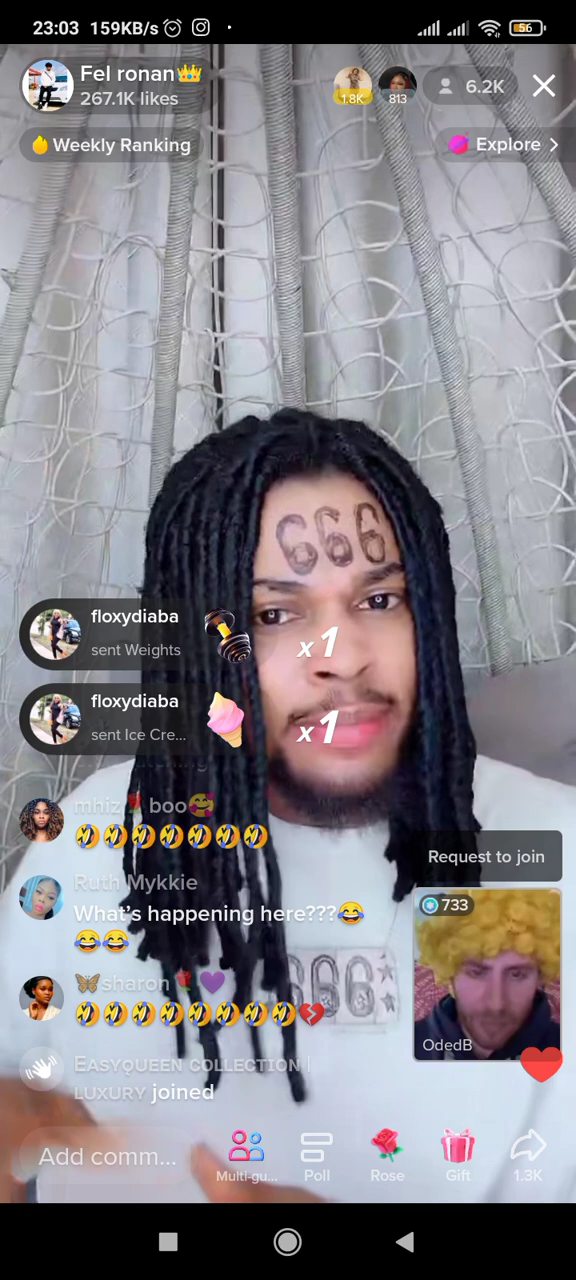 23:03 159KB/s 56
Fel ronan
267.1K likes
1.8K
813
6.2K
Weekly Ranking
Explore
666
floxydiaba
sent Weights
x1
floxydiaba
sent Ice Cre...
x1
mhiz boo
Ruth Mykkie
What's happening here???
sharon
EASYQUEEN COLLECTION |
LUXURY joined
666
Request to join
733
OdedB
Add comm...
Multi-gu...
Poll
Rose
Gift
1.3K